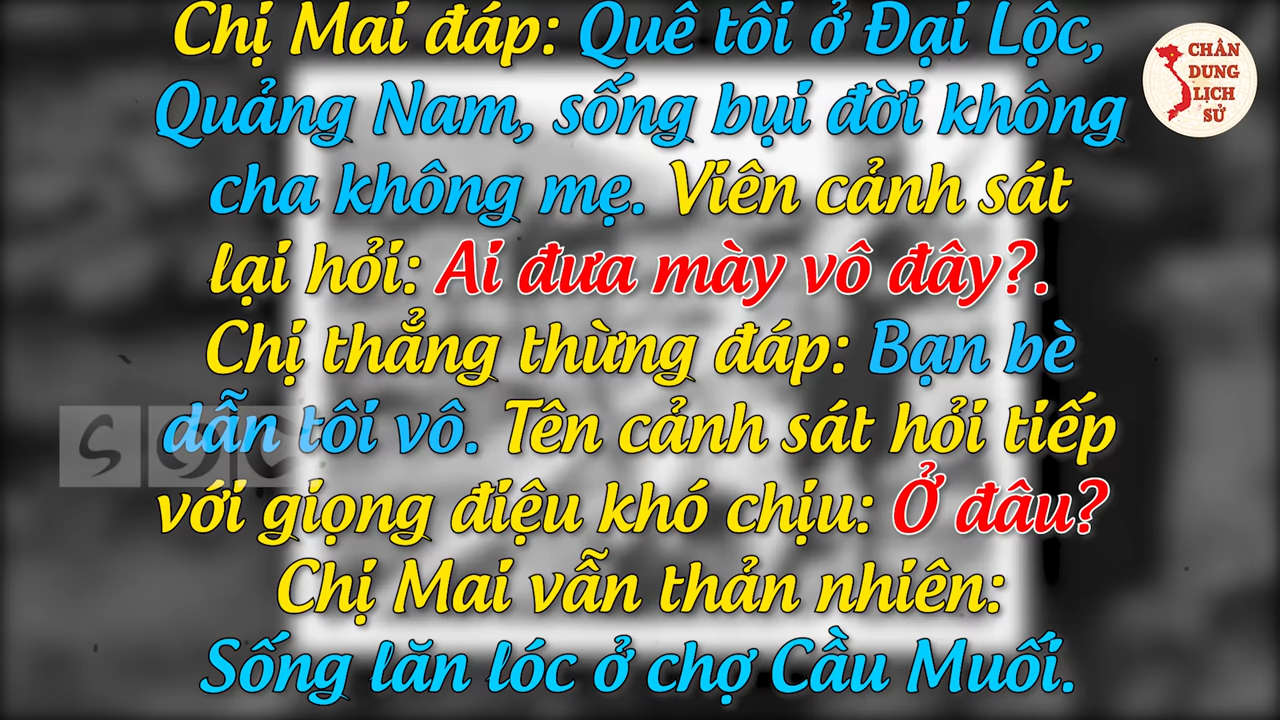 Chị Mai đáp: Quê tôi ở Đại Lộc,
Quảng Nam, sống bụi đời không
cha không mẹ. Viên cảnh sát
lại hỏi: Ai đưa mày vô đây?.
Chị thẳng thừng đáp: Bạn bè
dẫn tôi vô. Tên cảnh sát hỏi tiếp
với giọng điệu khó chịu: Ở đâu?
Chị Mai vẫn thản nhiên:
Sống lăn lóc ở chợ Cầu Muối.
CHÂN
DUNG
LỊCH
SỬ